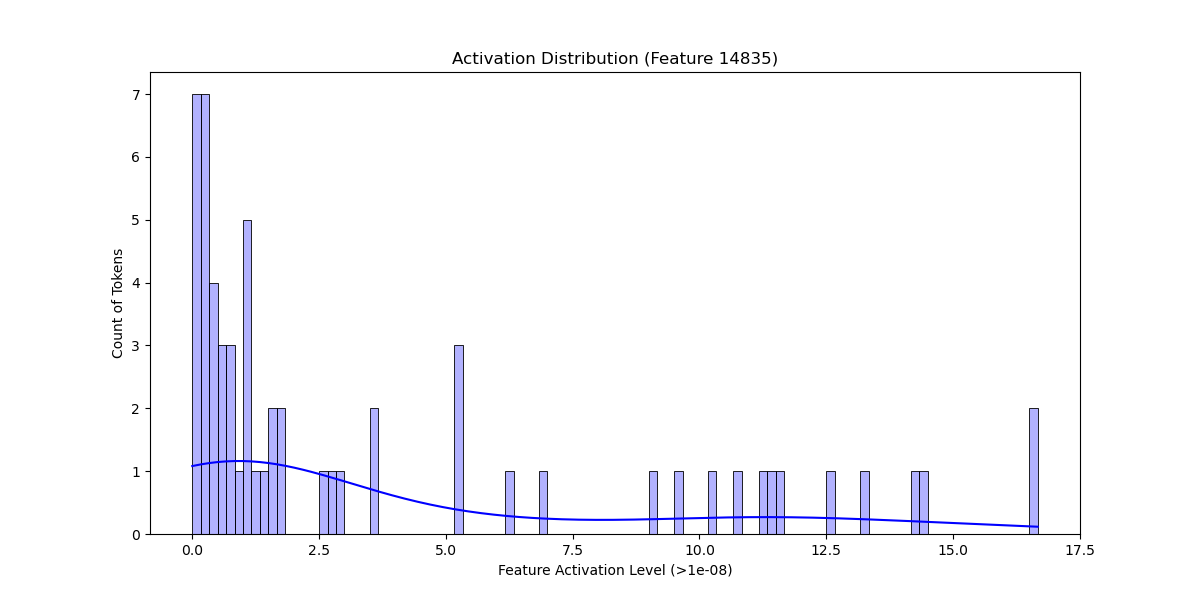 Activation Distribution (Feature 14835)
Count of Tokens
7
6
5
4
3
2
1
0
0.0 2.5 5.0 7.5 10.0 12.5 15.0 17.5
Feature Activation Level (>1e-08)